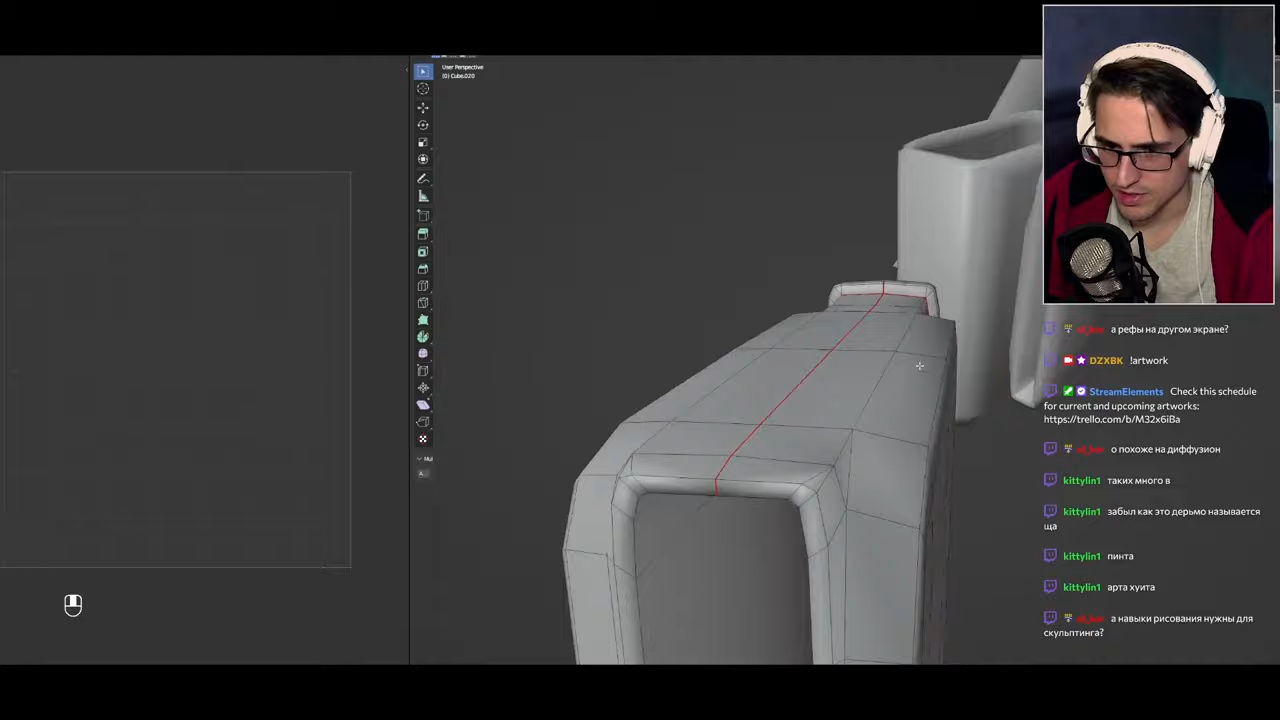 User Perspective
(0) Cube.020
а рефы на другом экране?
DZXBK !artwork
StreamElements Check this schedule
for current and upcoming artworks:
https://trello.com/b/M32x6iBa
о похоже на диффузион
kittylin1 таких много в
kittylin1 забыл как это дерьмо называется
ща
kittylin1 пинта
kittylin1 арта хуита
а навыки рисования нужны для
скульптинга?